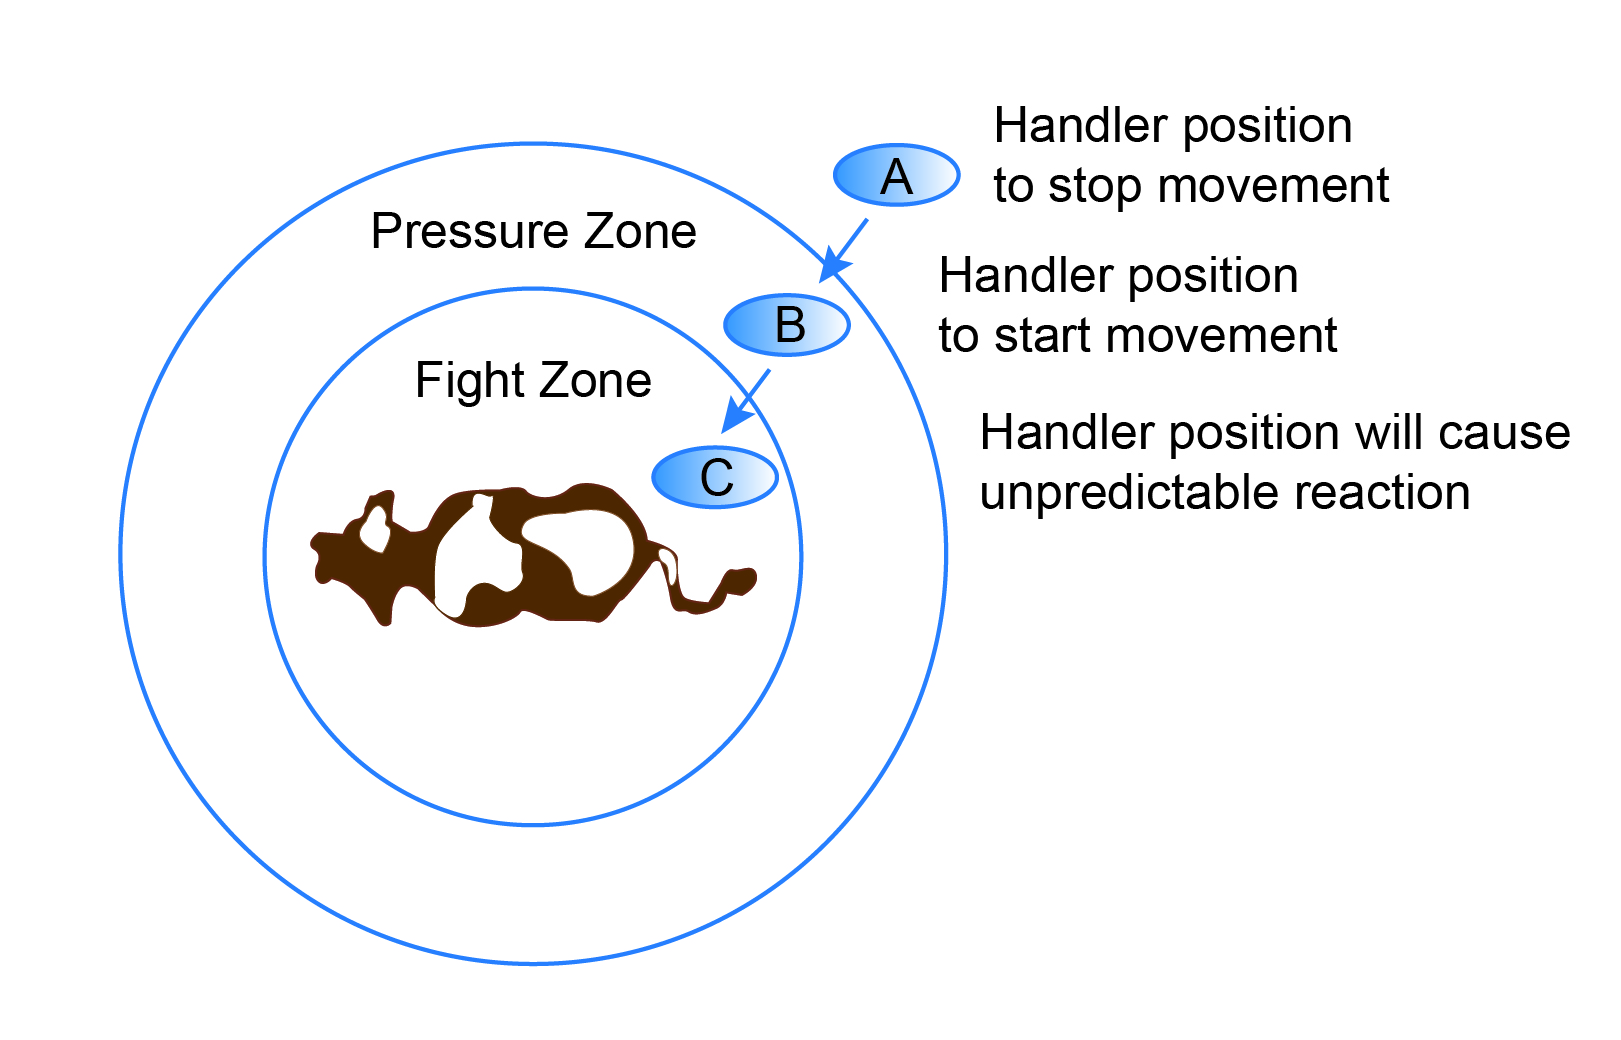 A
Handler position
to stop movement
Pressure Zone
B
Handler position
to start movement
Fight Zone
C
Handler position will cause
unpredictable reaction